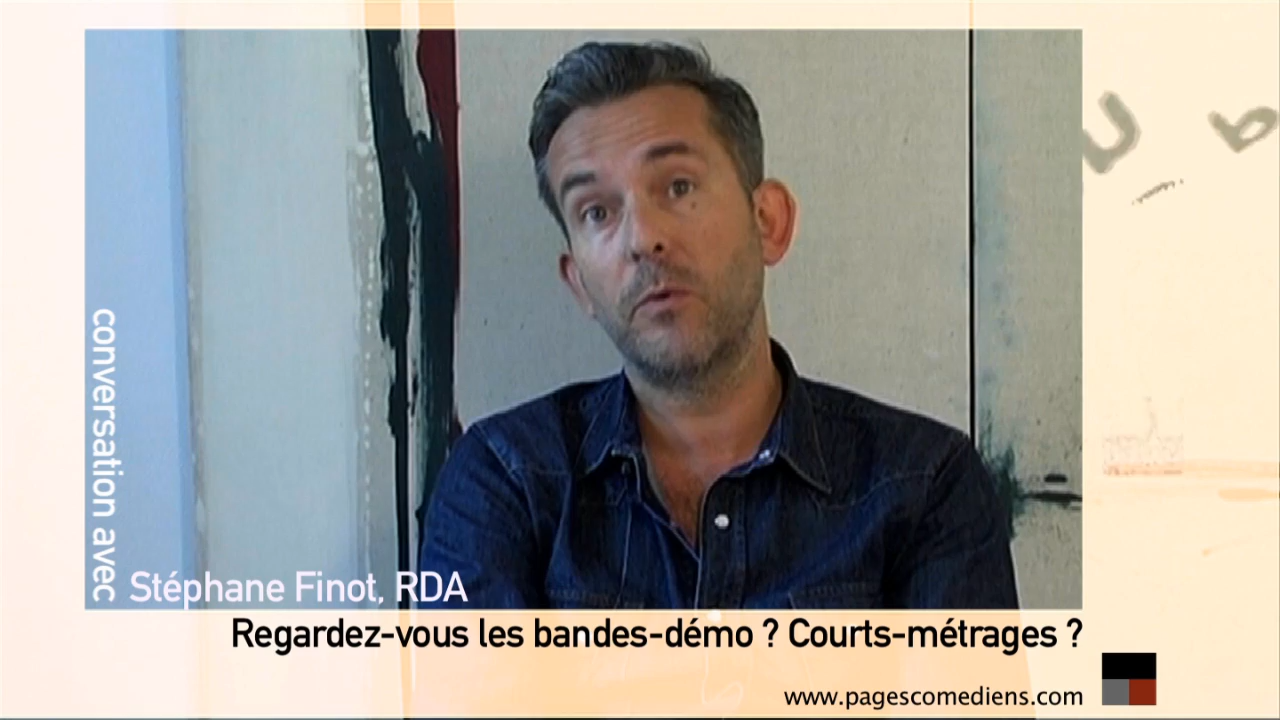 conversation avec
Stéphane Finot, RDA
Regardez-vous les bandes-démo ? Courts-métrages ?
www.pagescomediens.com